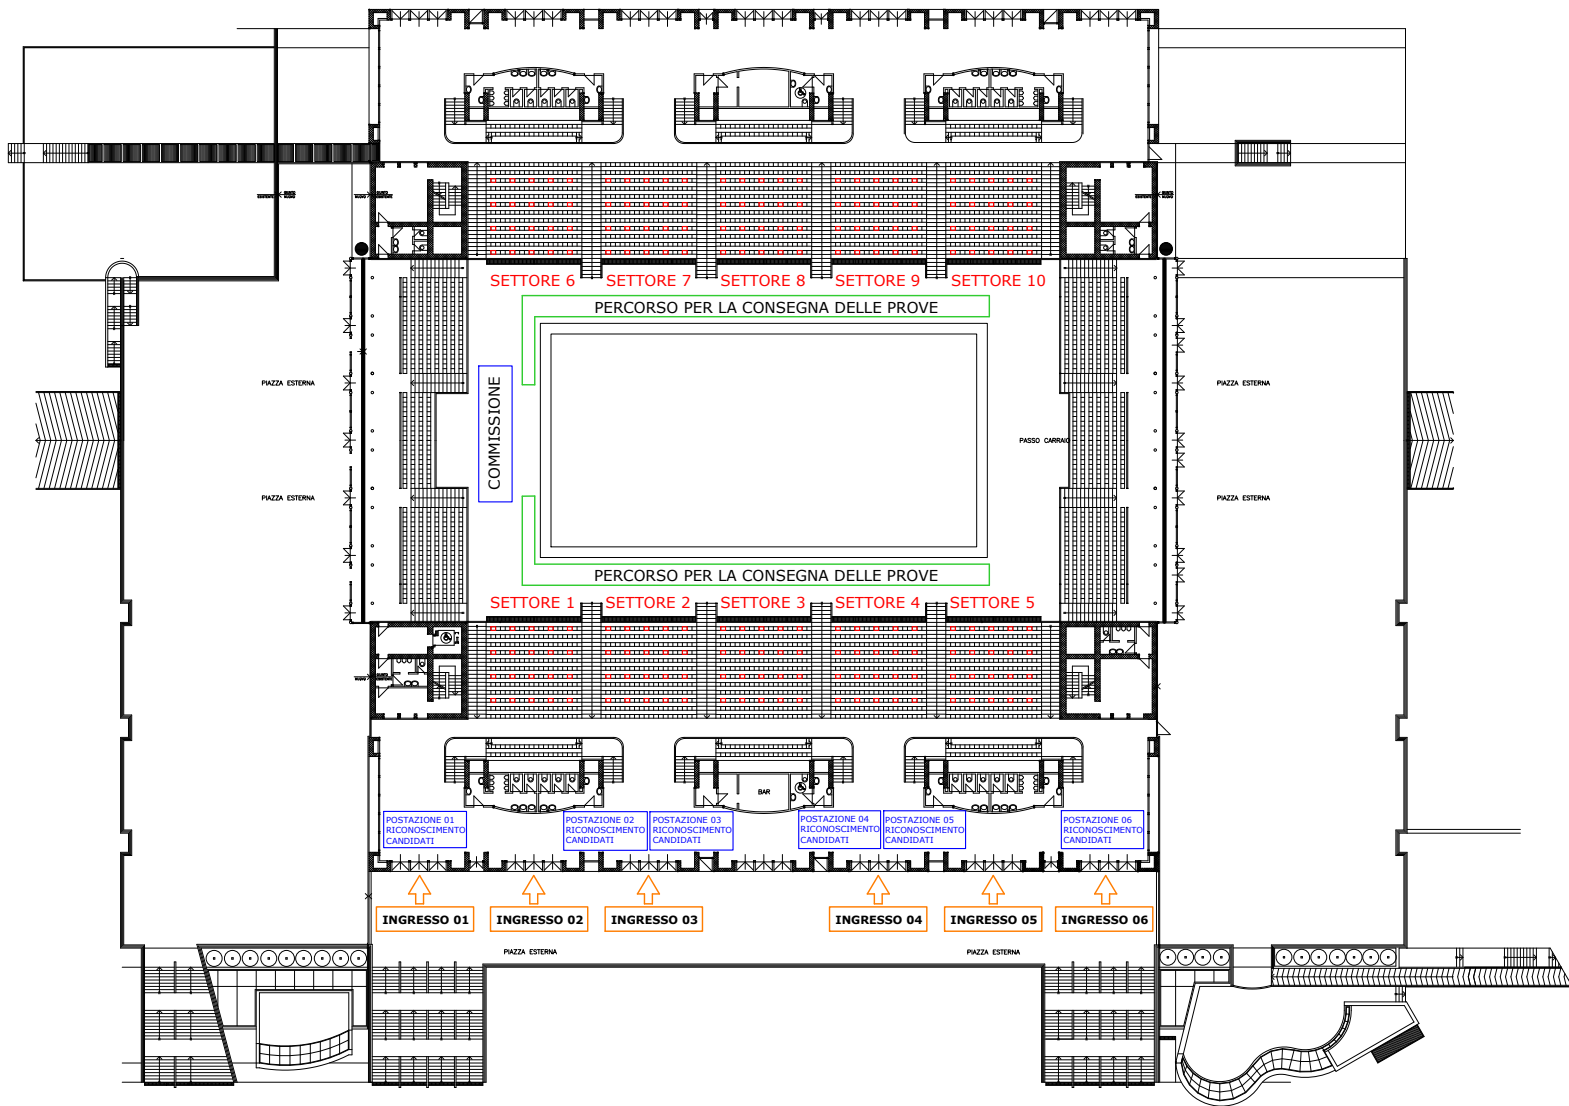 SETTORE 6 SETTORE 7 SETTORE 8 SETTORE 9 SETTORE 10
PERCORSO PER LA CONSEGNA DELLE PROVE
COMMISSIONE
PIAZZA ESTERNA
PIAZZA ESTERNA
PASSO CARRAIO
PIAZZA ESTERNA
PIAZZA ESTERNA
PERCORSO PER LA CONSEGNA DELLE PROVE
SETTORE 1 SETTORE 2 SETTORE 3 SETTORE 4 SETTORE 5
BAR
POSTAZIONE 01
RICONOSCIMENTO
CANDIDATI
POSTAZIONE 02
RICONOSCIMENTO
CANDIDATI
POSTAZIONE 03
RICONOSCIMENTO
CANDIDATI
POSTAZIONE 04
RICONOSCIMENTO
CANDIDATI
POSTAZIONE 05
RICONOSCIMENTO
CANDIDATI
POSTAZIONE 06
RICONOSCIMENTO
CANDIDATI
INGRESSO 01 INGRESSO 02 INGRESSO 03 INGRESSO 04 INGRESSO 05 INGRESSO 06
PIAZZA ESTERNA PIAZZA ESTERNA